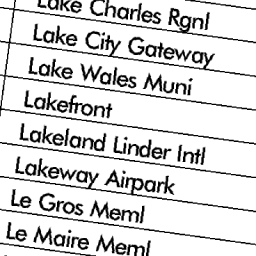 Lake Charles Rgnl
Lake City Gateway
Lake Wales Muni
Lakefront
Lakeland Linder Intl
Lakeway Airpark
Le Gros Meml
Le Maire Meml